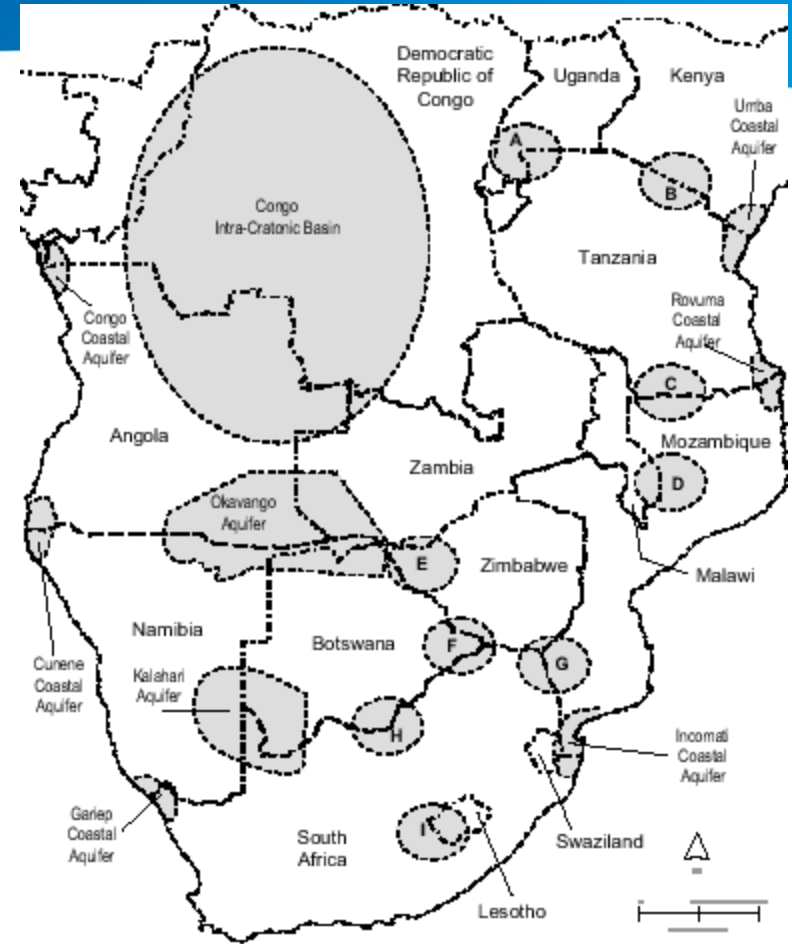 Democratic
Republic of
Congo
Uganda
Kenya
Umba
Coastal
Aquifer
A
B
Congo
Intra-Cratonic Basin
Tanzania
Rovuma
Coastal
Aquifer
Congo
Coastal
Aquifer
C
Angola
Mozambique
Zambia
D
Okavango
Aquifer
E
Zimbabwe
Malawi
Namibia
Botswana
F
G
Cunene
Coastal
Aquifer
Kalahari
Aquifer
H
Incomati
Coastal
Aquifer
Gariep
Coastal
Aquifer
I
South
Africa
Swaziland
Lesotho